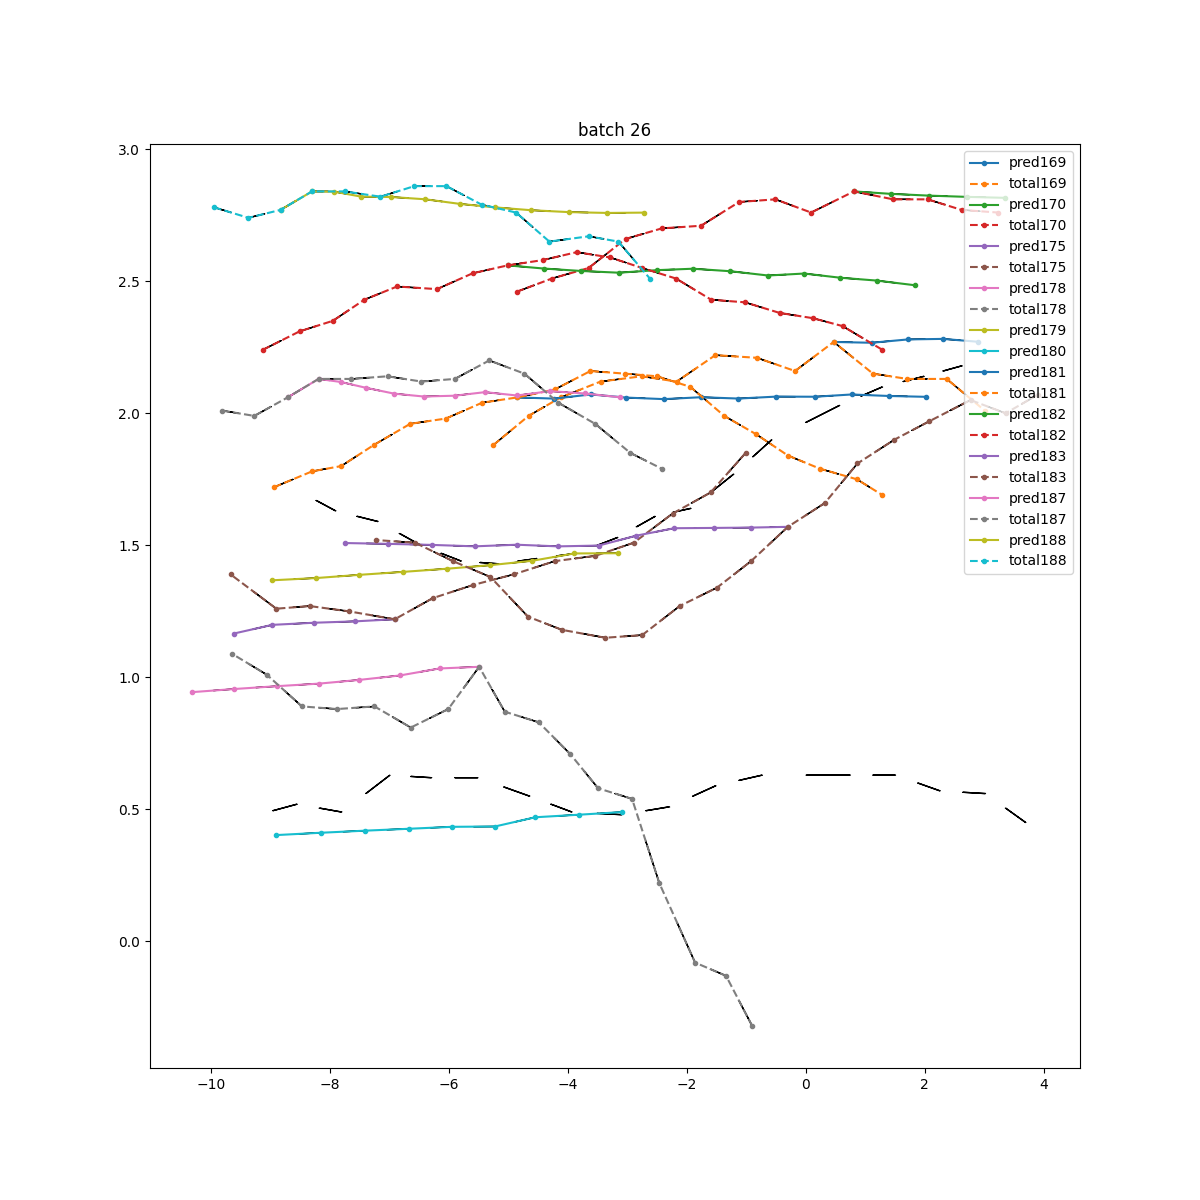 batch 26
3.0
2.5
2.0
1.5
1.0
0.5
0.0
−10
−8
−6
−4
−2
0
2
4
pred169
total169
pred170
total170
pred175
total175
pred178
total178
pred179
pred180
pred181
total181
pred182
total182
pred183
total183
pred187
total187
pred188
total188